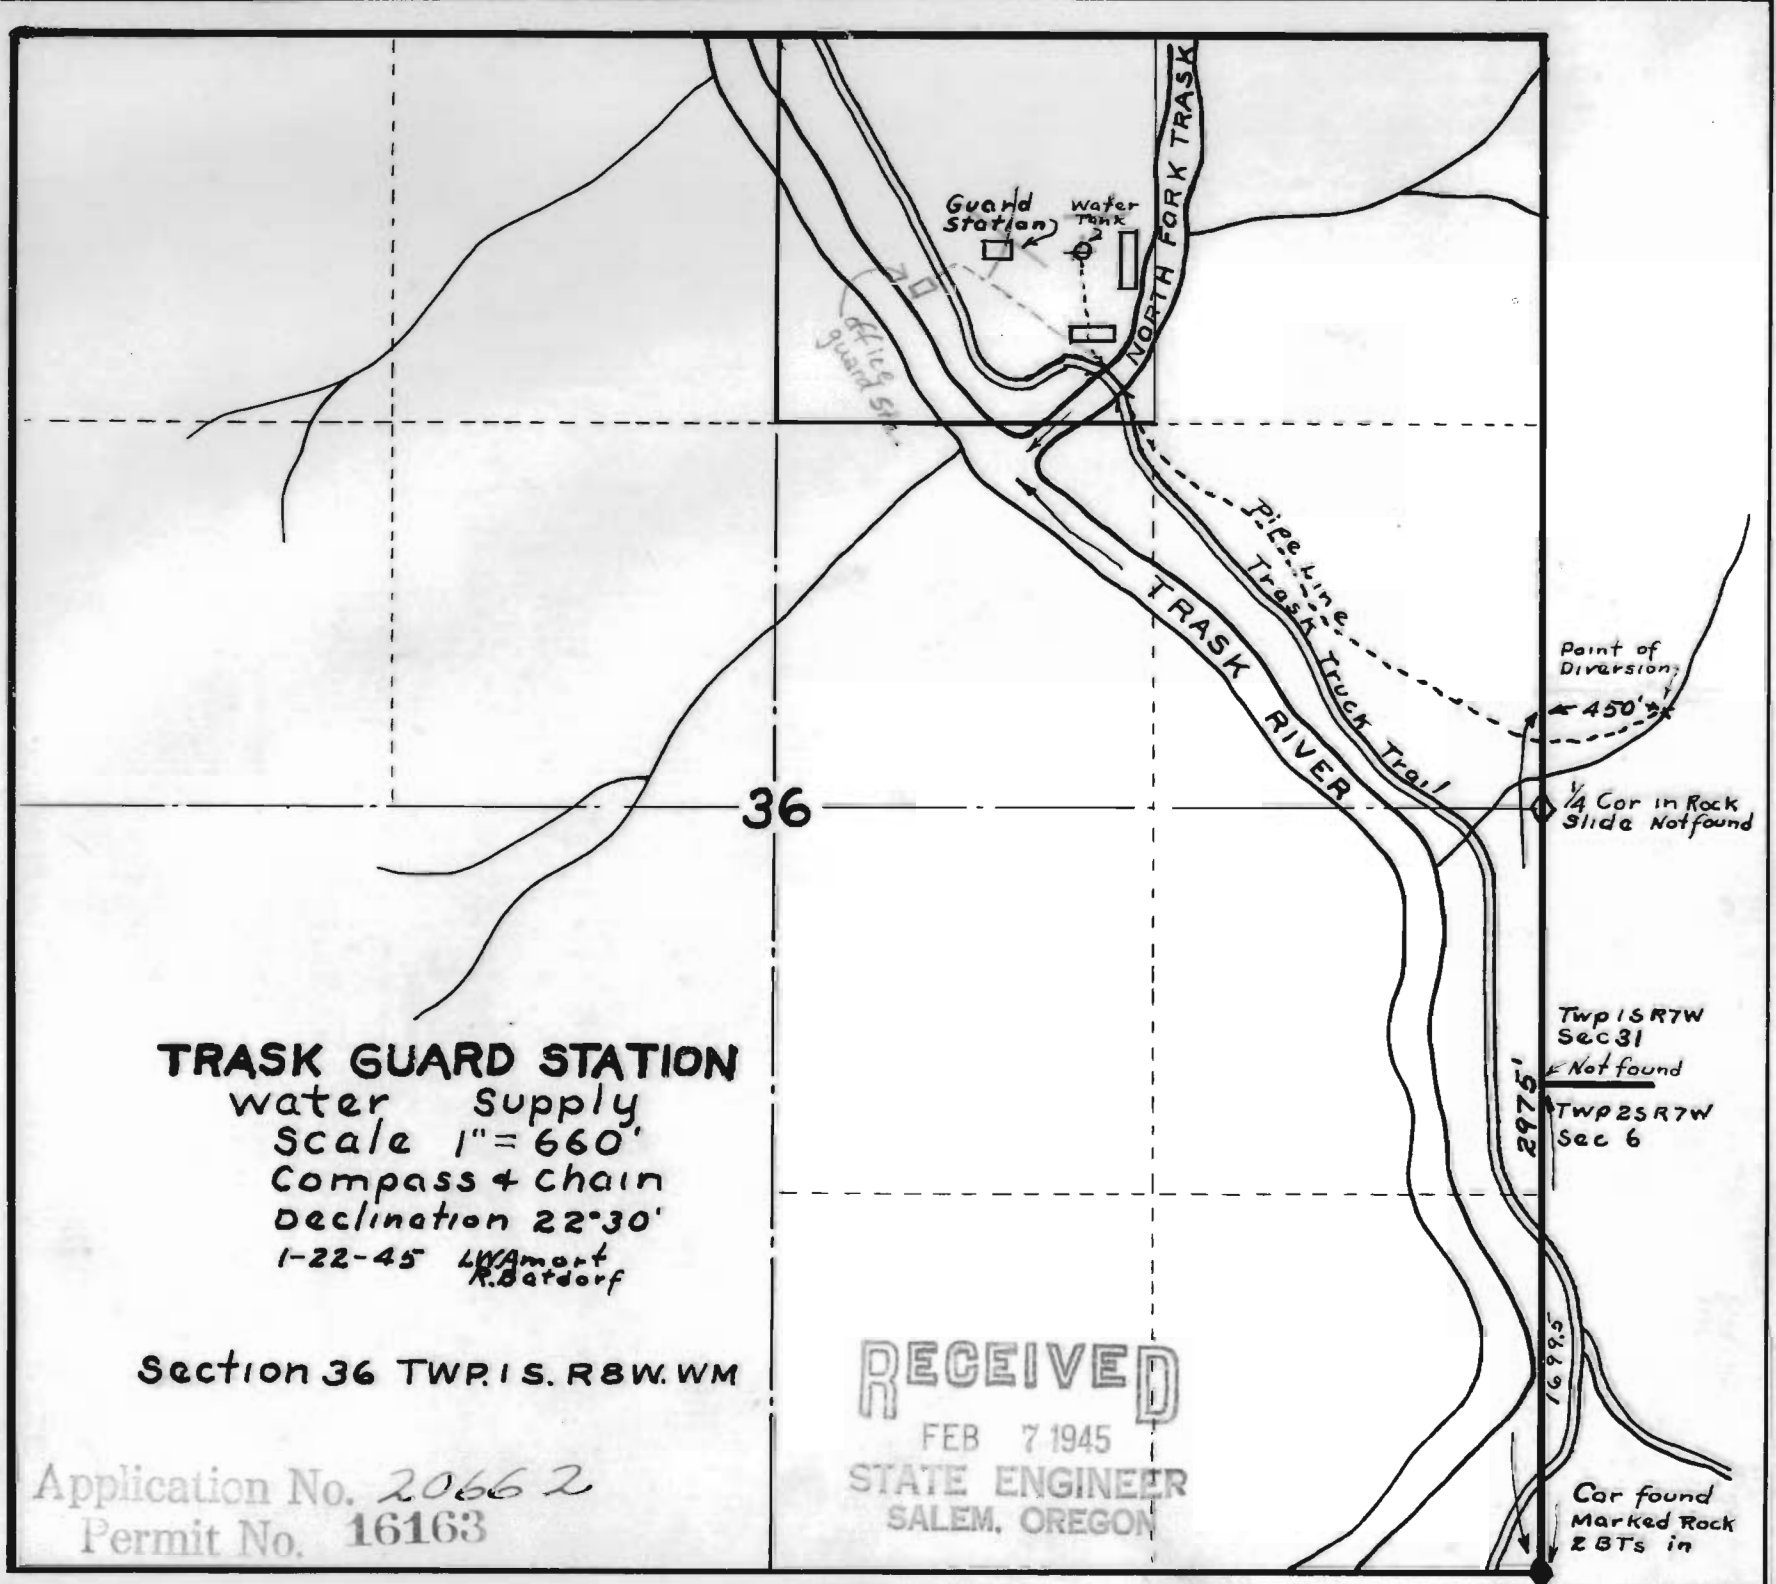 NORTH FORK TRASK
Guard
Station
Water
Tank
office
guard sta.
Pipe Line
Trask Truck Trail
TRASK RIVER
Point of
Diversion
450'
36
1/4 Cor in Rock
Slide Not found
Twp 1S R7W
Sec 31
Not found
2975'
TWP 2S R7W
Sec 6
TRASK GUARD STATION
Water Supply
Scale 1" = 660'
Compass & Chain
Declination 22°30'
1-22-45 LWAmort
R.Batdorf
Section 36 TWP. 1 S. R8W. WM
1699.5
RECEIVED
FEB 7 1945
STATE ENGINEER
SALEM, OREGON
Application No. 20662
Permit No. 16163
Cor found
Marked Rock
2 BTs in